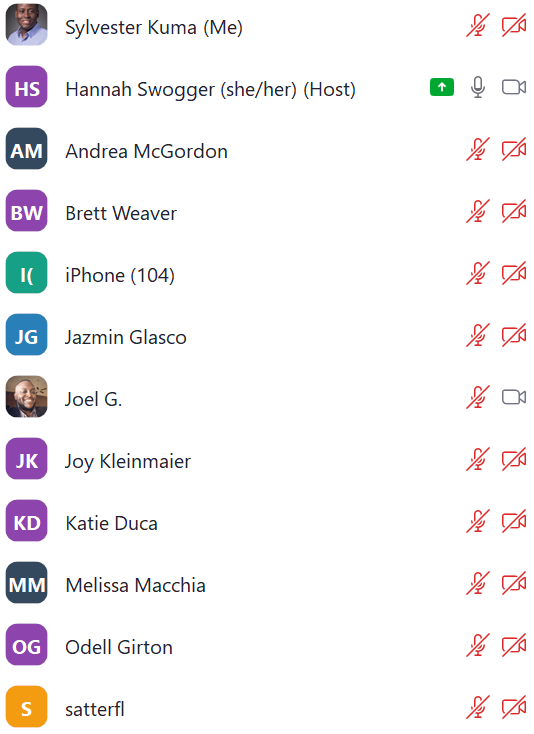 Sylvester Kuma (Me)
HS Hannah Swogger (she/her) (Host)
AM Andrea McGordon
BW Brett Weaver
I( iPhone (104)
JG Jazmin Glasco
Joel G.
JK Joy Kleinmaier
KD Katie Duca
MM Melissa Macchia
OG Odell Girton
S satterfl